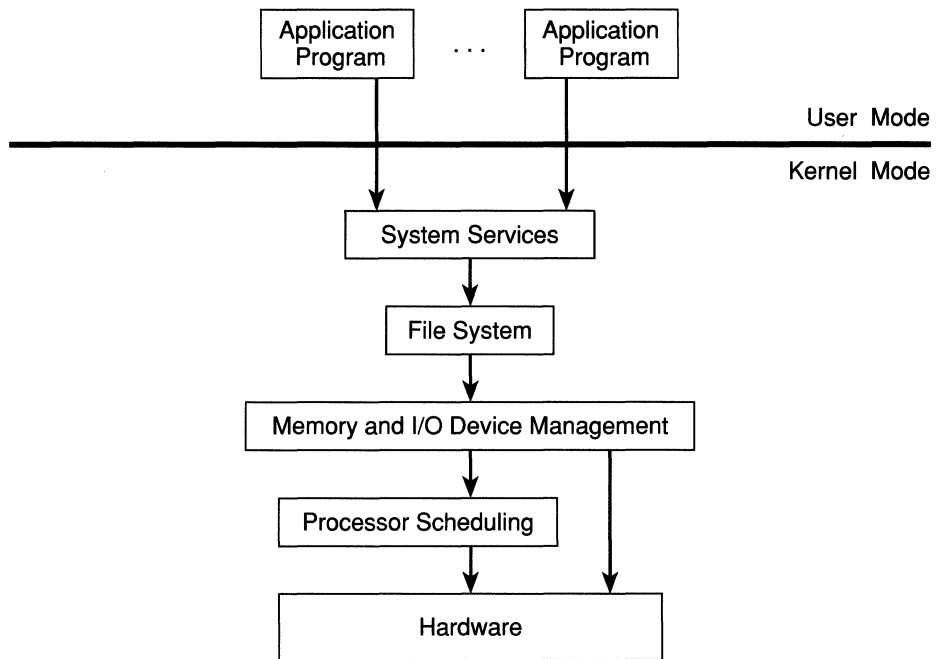 Application
Program
. . .
Application
Program
User Mode
Kernel Mode
System Services
File System
Memory and I/O Device Management
Processor Scheduling
Hardware